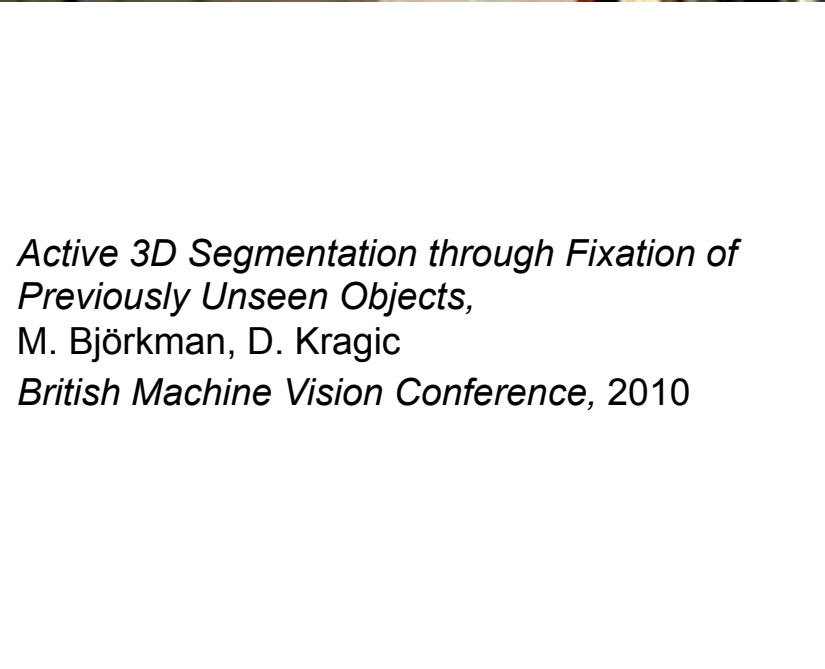 Active 3D Segmentation through Fixation of
Previously Unseen Objects,
M. Björkman, D. Kragic
British Machine Vision Conference, 2010